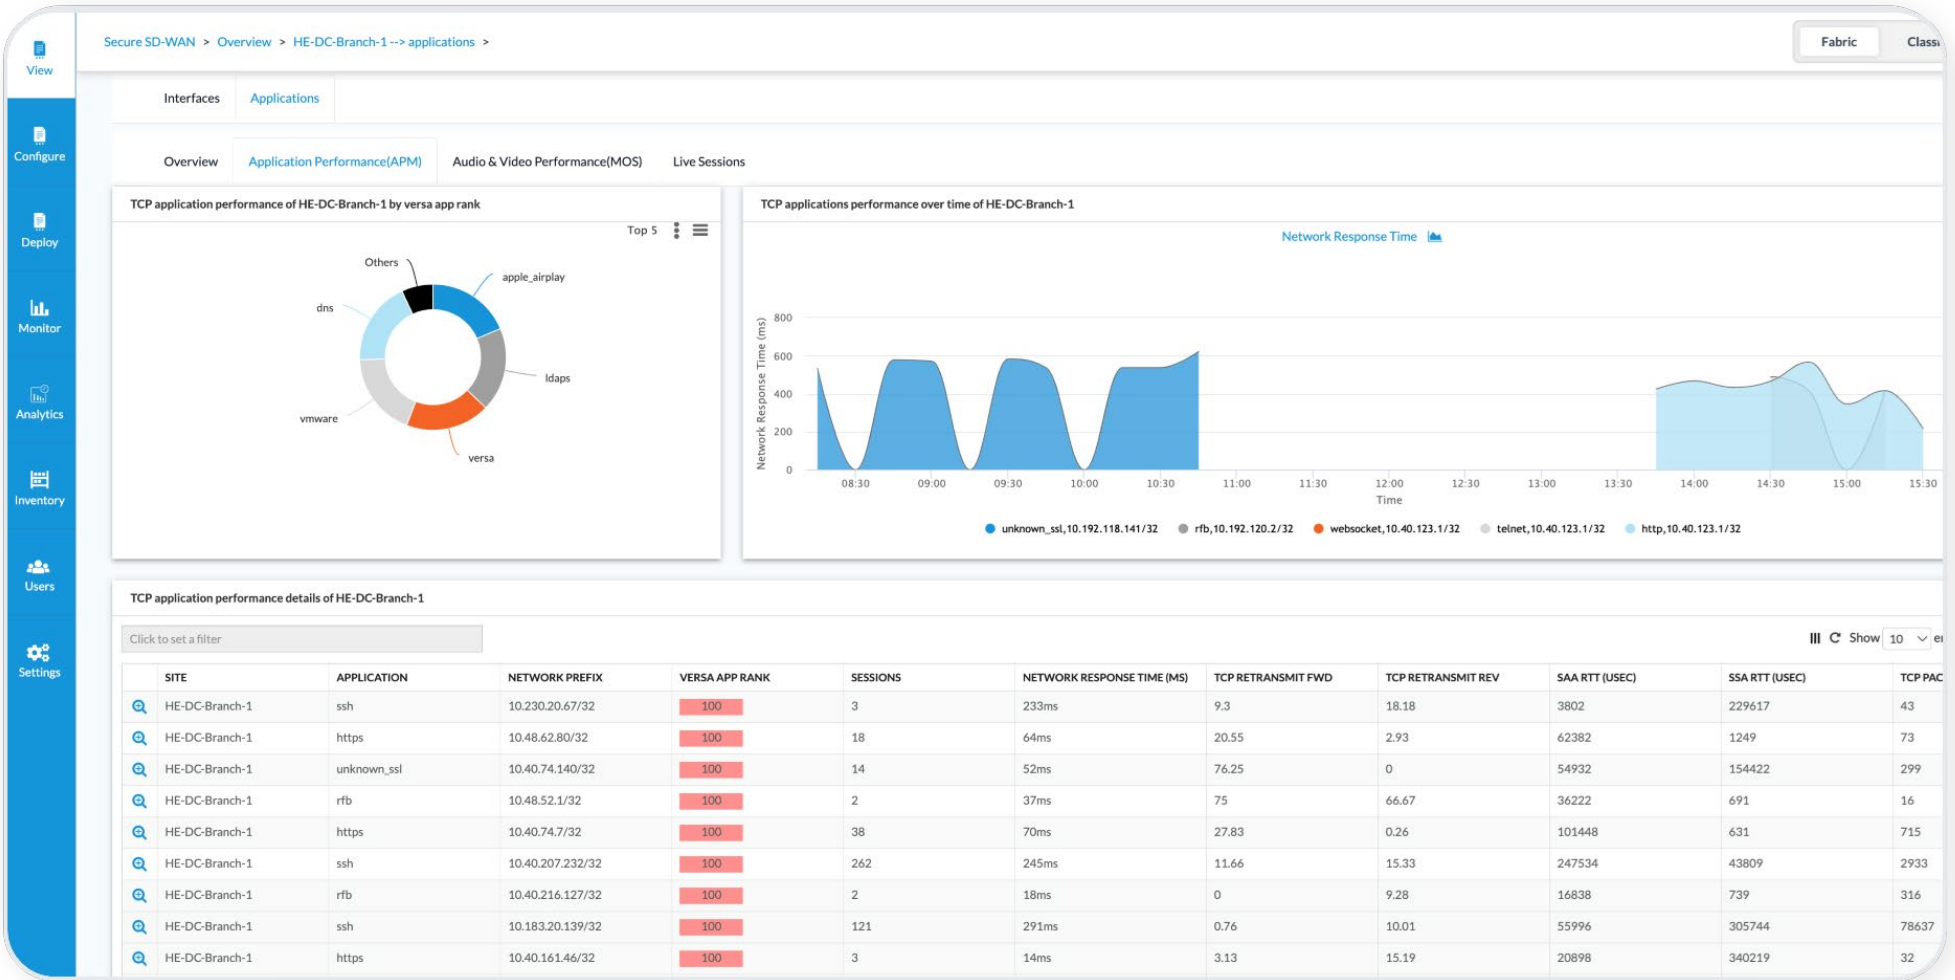 View
Configure
Deploy
Monitor
Analytics
Inventory
Users
Settings
Secure SD-WAN > Overview > HE-DC-Branch-1 --> applications >
Fabric
Interfaces Applications
Overview Application Performance(APM) Audio & Video Performance(MOS) Live Sessions
TCP application performance of HE-DC-Branch-1 by versa app rank
Top 5
Others
apple_airplay
dns
ldaps
vmware
versa
TCP applications performance over time of HE-DC-Branch-1
Network Response Time
Network Response Time (ms)
800
600
400
200
0
08:30 09:00 09:30 10:00 10:30 11:00 11:30 12:00 12:30 13:00 13:30 14:00 14:30 15:00 15:30
Time
unknown_ssl,10.192.118.141/32 rfb,10.192.120.2/32 websocket,10.40.123.1/32 telnet,10.40.123.1/32 http,10.40.123.1/32
TCP application performance details of HE-DC-Branch-1
Click to set a filter
Show 10
SITE APPLICATION NETWORK PREFIX VERSA APP RANK SESSIONS NETWORK RESPONSE TIME (MS) TCP RETRANSMIT FWD TCP RETRANSMIT REV SAA RTT (USEC) SSA RTT (USEC) TCP PAC
HE-DC-Branch-1 ssh 10.230.20.67/32 100 3 233ms 9.3 18.18 3802 229617 43
HE-DC-Branch-1 https 10.48.62.80/32 100 18 64ms 20.55 2.93 62382 1249 73
HE-DC-Branch-1 unknown_ssl 10.40.74.140/32 100 14 52ms 76.25 0 54932 154422 299
HE-DC-Branch-1 rfb 10.48.52.1/32 100 2 37ms 75 66.67 36222 691 16
HE-DC-Branch-1 https 10.40.74.7/32 100 38 70ms 27.83 0.26 101448 631 715
HE-DC-Branch-1 ssh 10.40.207.232/32 100 262 245ms 11.66 15.33 247534 43809 2933
HE-DC-Branch-1 rfb 10.40.216.127/32 100 2 18ms 0 9.28 16838 739 316
HE-DC-Branch-1 ssh 10.183.20.139/32 100 121 291ms 0.76 10.01 55996 305744 78637
HE-DC-Branch-1 https 10.40.161.46/32 100 3 14ms 3.13 15.19 20898 340219 32